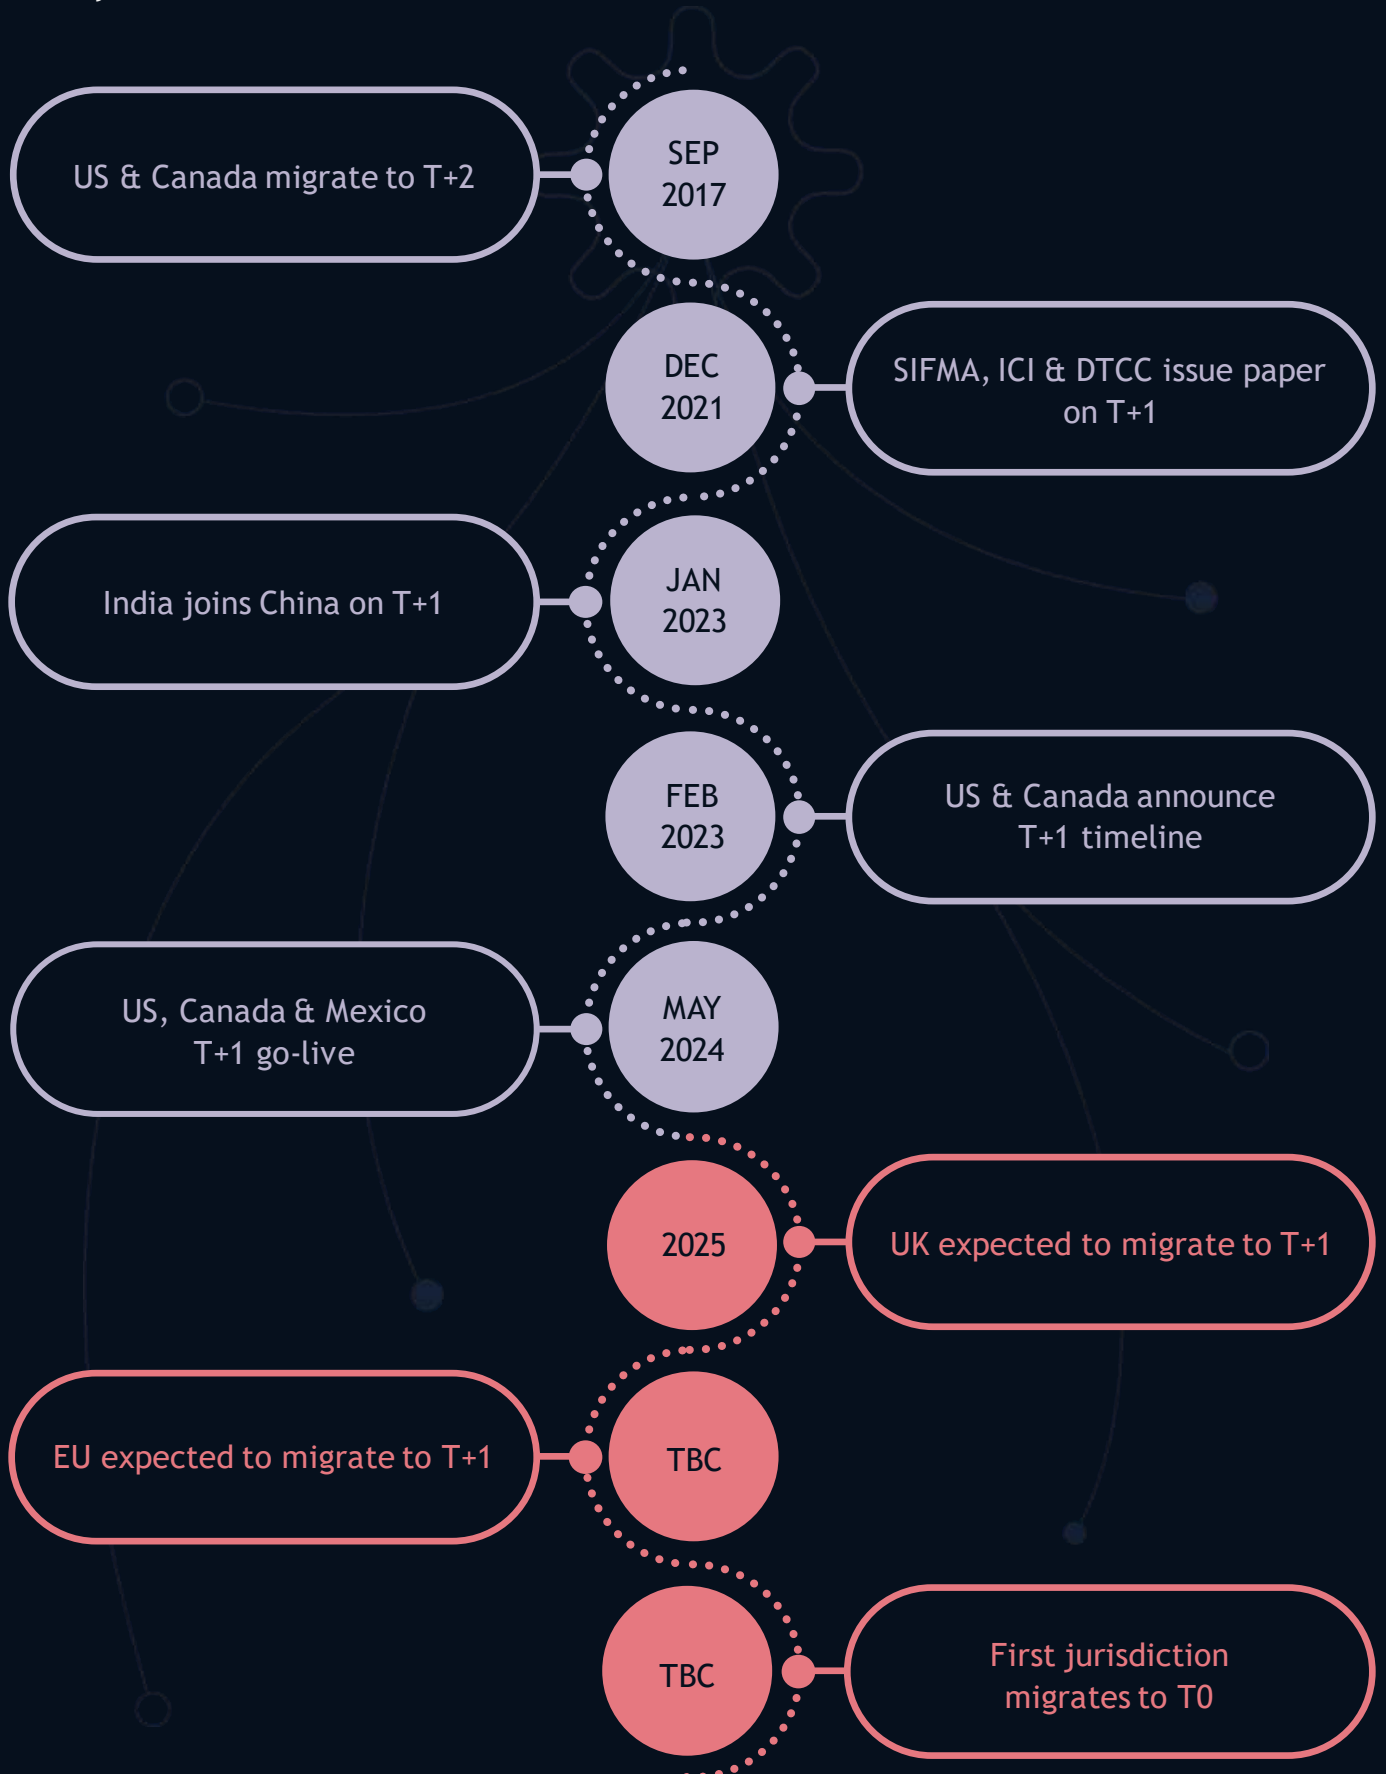 US & Canada migrate to T+2
SEP
2017
DEC
2021
SIFMA, ICI & DTCC issue paper
on T+1
India joins China on T+1
JAN
2023
FEB
2023
US & Canada announce
T+1 timeline
US, Canada & Mexico
T+1 go-live
MAY
2024
2025
UK expected to migrate to T+1
EU expected to migrate to T+1
TBC
TBC
First jurisdiction
migrates to T0